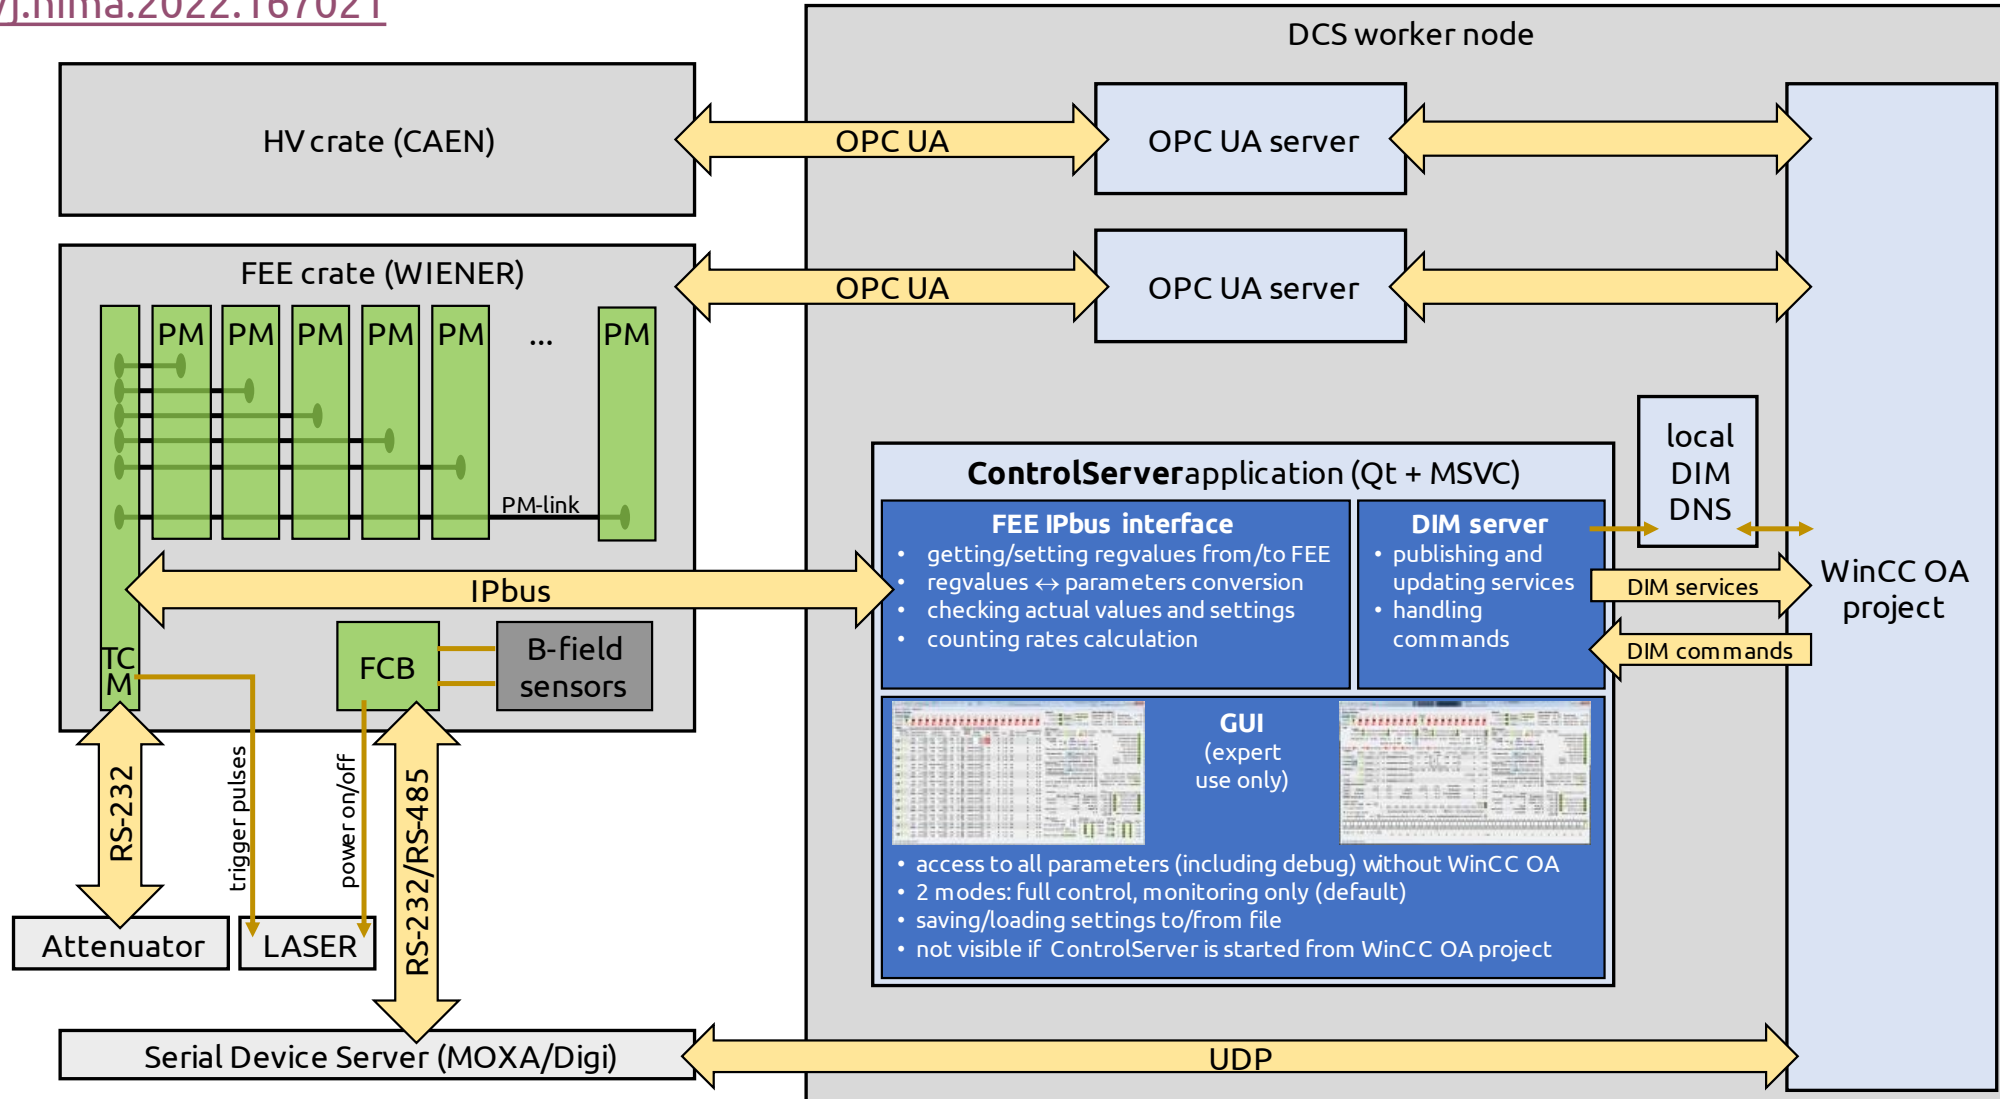 /j.nima.2022.167021
DCS worker node
HV crate (CAEN)
OPC UA
OPC UA server
FEE crate (WIENER)
OPC UA
OPC UA server
PM
PM
PM
PM
PM
...
PM
PM-link
local
DIM
DNS
ControlServer application (Qt + MSVC)
FEE IPbus interface
• getting/setting regvalues from/to FEE
• regvalues ↔ parameters conversion
• checking actual values and settings
• counting rates calculation
DIM server
• publishing and
updating services
• handling
commands
DIM services
DIM commands
WinCC OA
project
IPbus
TC
M
FCB
B-field
sensors
GUI
(expert
use only)
• access to all parameters (including debug) without WinCC OA
• 2 modes: full control, monitoring only (default)
• saving/loading settings to/from file
• not visible if ControlServer is started from WinCC OA project
RS-232
trigger pulses
power on/off
RS-232/RS-485
Attenuator
LASER
Serial Device Server (MOXA/Digi)
UDP